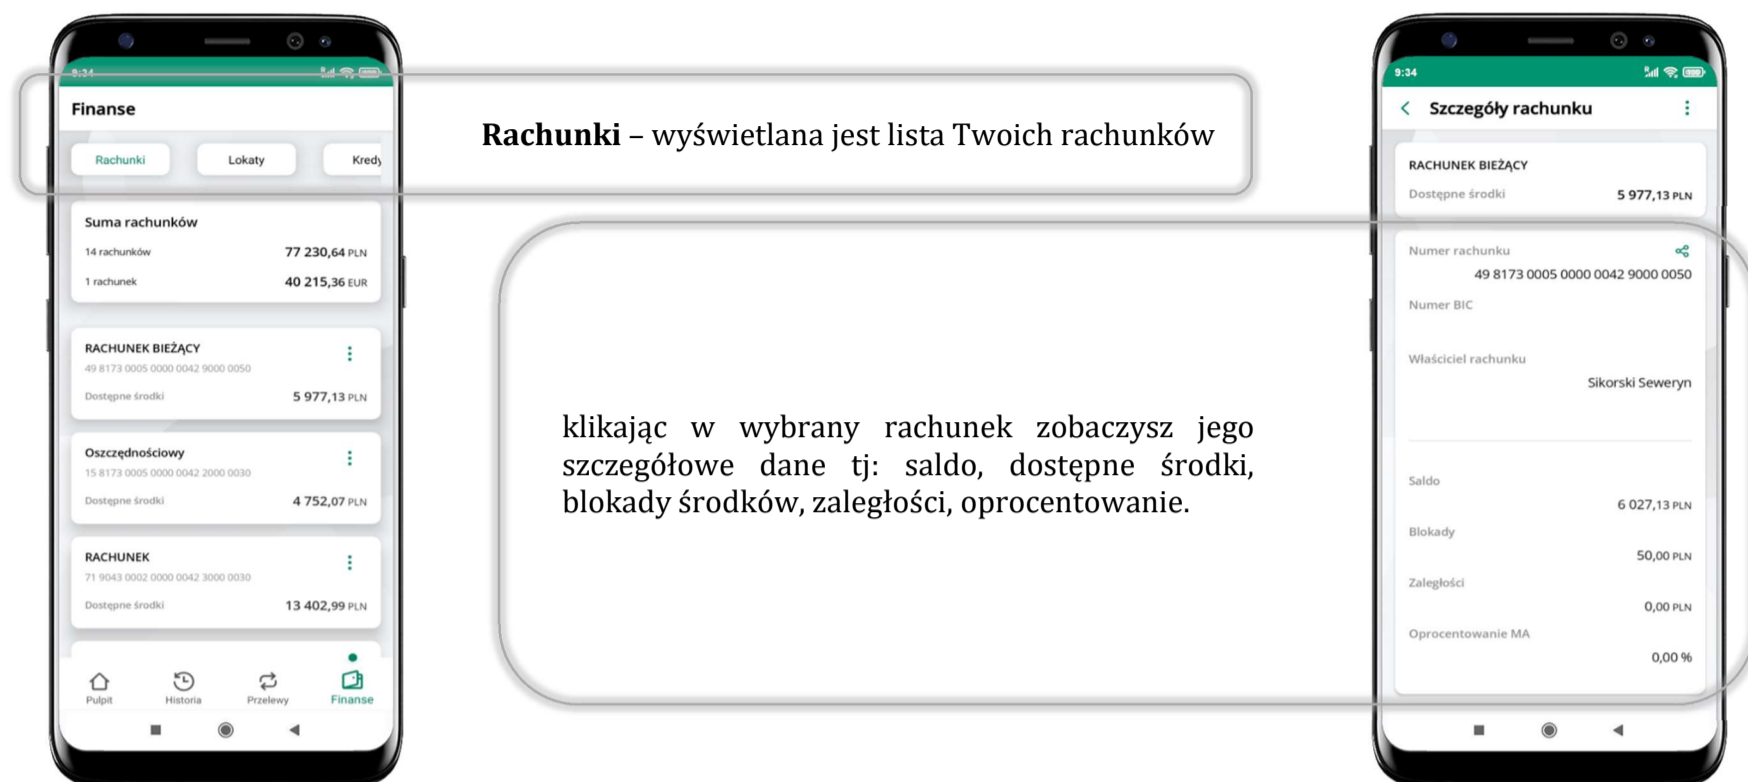 9:34
Finanse
Rachunki
Lokaty
Kredy
Suma rachunków
14 rachunków 77 230,64 PLN
1 rachunek 40 215,36 EUR
RACHUNEK BIEŻĄCY
49 8173 0005 0000 0042 9000 0050
Dostępne środki 5 977,13 PLN
Oszczędnościowy
15 8173 0005 0000 0042 2000 0030
Dostępne środki 4 752,07 PLN
RACHUNEK
71 9043 0002 0000 0042 3000 0030
Dostępne środki 13 402,99 PLN
Pulpit Historia Przelewy Finanse
Rachunki – wyświetlana jest lista Twoich rachunków
klikając w wybrany rachunek zobaczysz jego
szczegółowe dane tj: saldo, dostępne środki,
blokady środków, zaległości, oprocentowanie.
9:34
Szczegóły rachunku
RACHUNEK BIEŻĄCY
Dostępne środki 5 977,13 PLN
Numer rachunku
49 8173 0005 0000 0042 9000 0050
Numer BIC
Właściciel rachunku
Sikorski Seweryn
Saldo
6 027,13 PLN
Blokady
50,00 PLN
Zaległości
0,00 PLN
Oprocentowanie MA
0,00 %